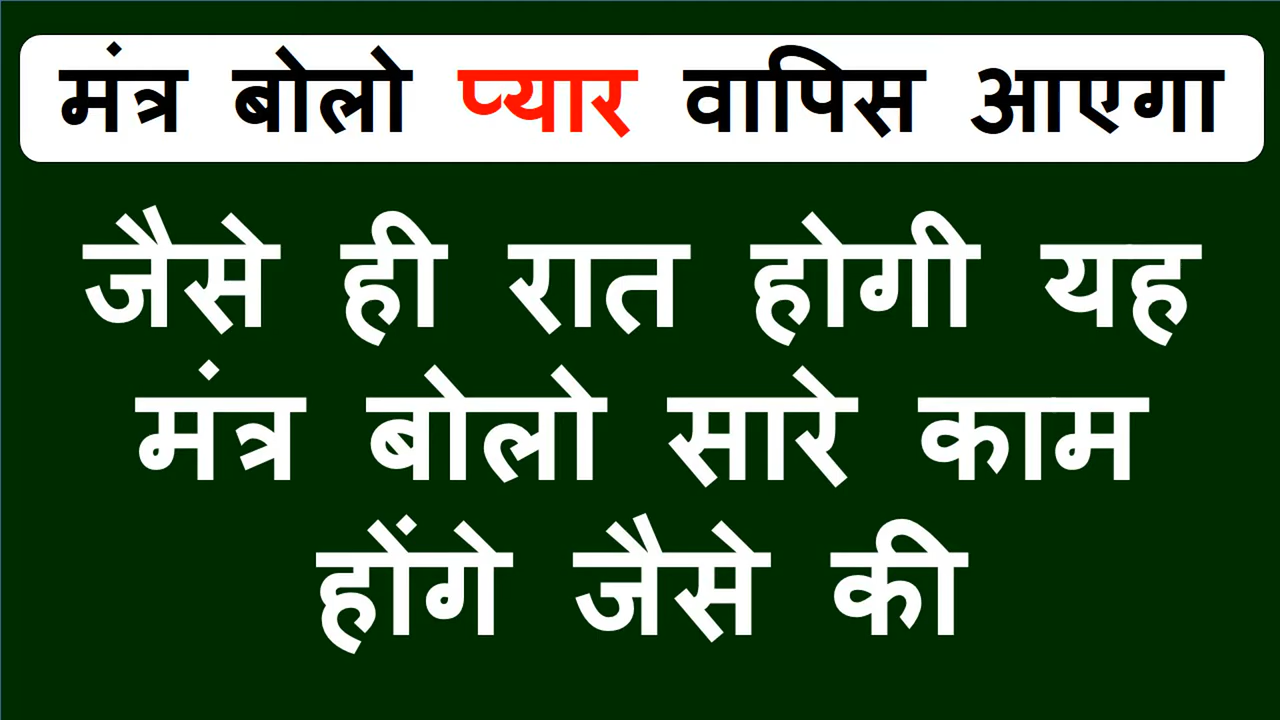 मंत्र बोलो प्यार वापिस आएगा
जैसे ही रात होगी यह
मंत्र बोलो सारे काम
होंगे जैसे की